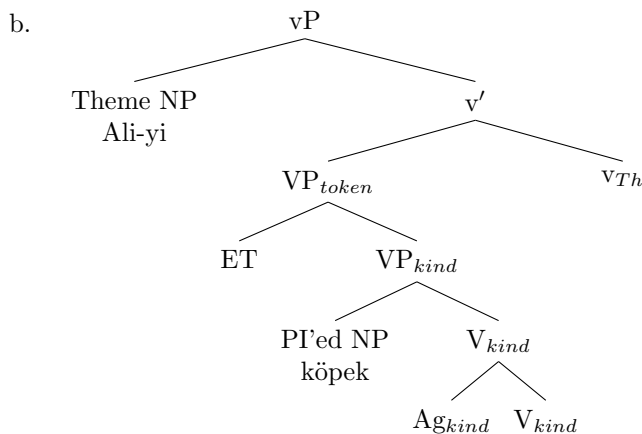 b.
vP
Theme NP
Ali-yi
v′
VP_token
v_Th
ET
VP_kind
PI'ed NP
köpek
V_kind
Ag_kind
V_kind